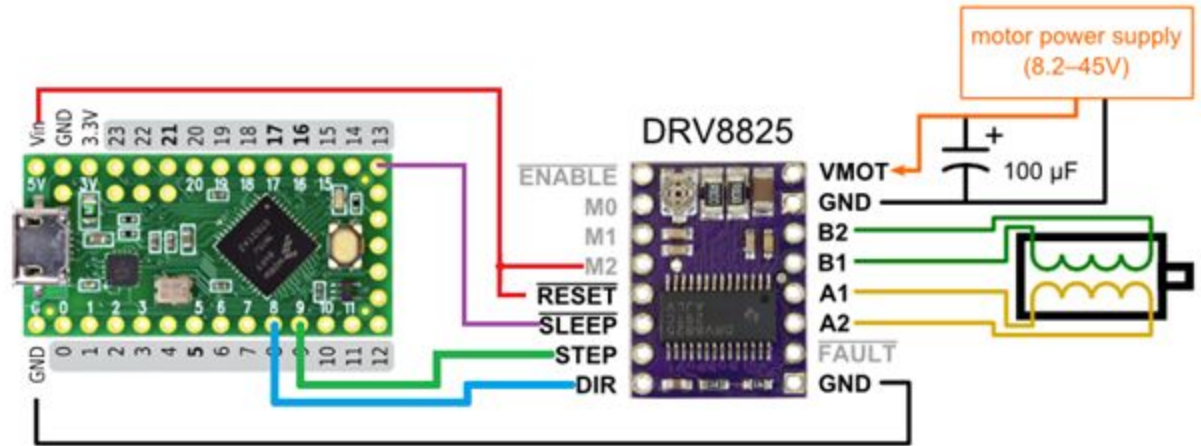 motor power supply
(8.2–45V)
DRV8825
Vin
GND
3.3V
23
22
21
20
19
18
17
16
15
14
13
5V
3V
20 19 18 17 16 15
0 1 2 3 5 6 7 8 9 10 11
GND
0
1
2
3
4
5
6
7
8
9
10
11
12
ENABLE
M0
M1
M2
RESET
SLEEP
STEP
DIR
VMOT
GND
B2
B1
A1
A2
FAULT
GND
+
100 µF